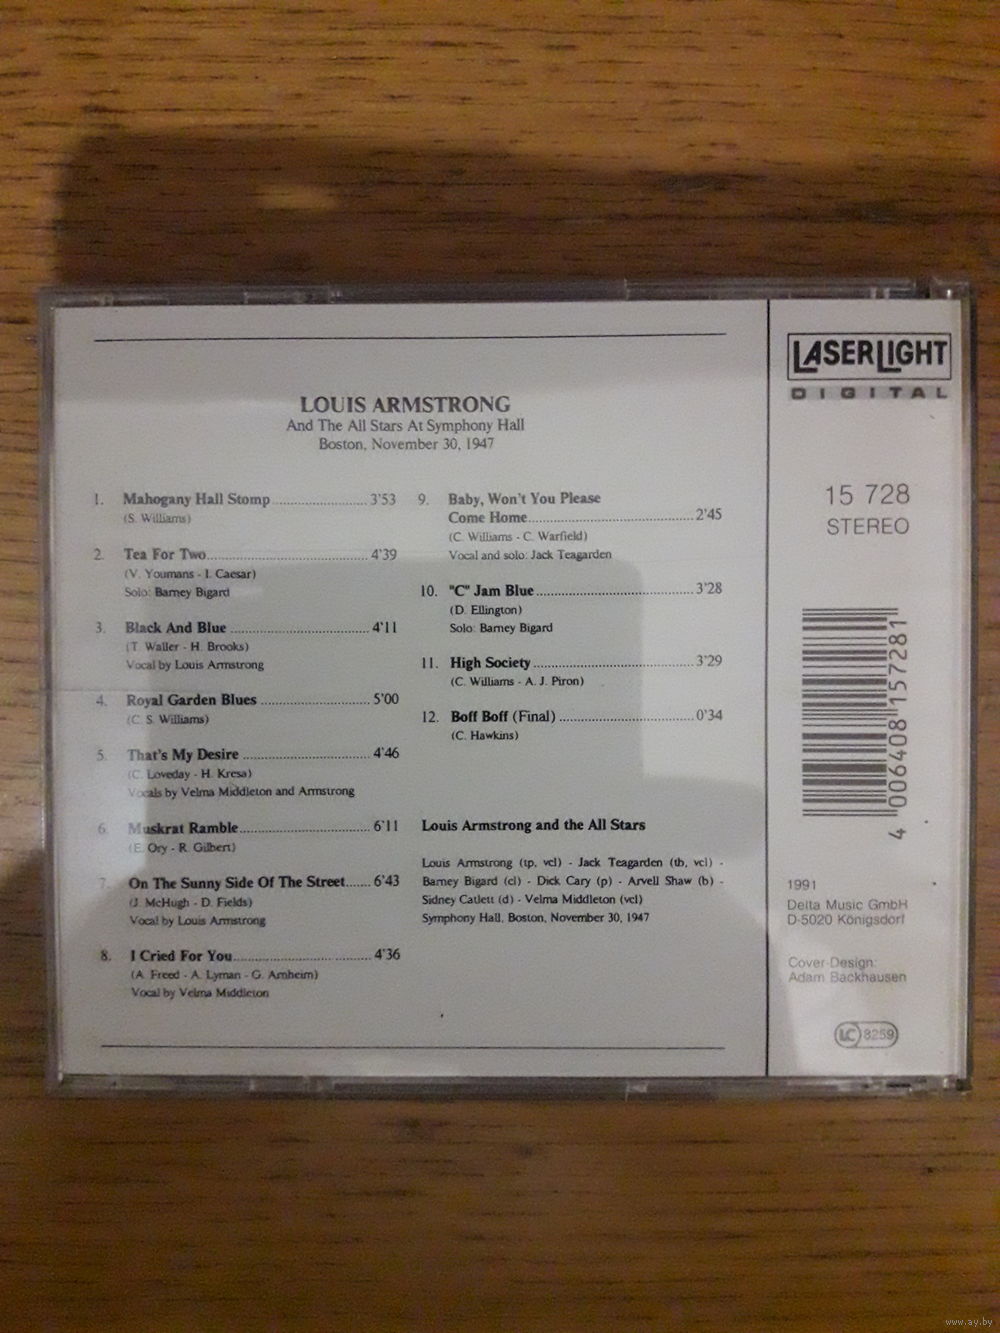 LOUIS ARMSTRONG
And The All Stars At Symphony Hall
Boston, November 30, 1947
1. Mahogany Hall Stomp ........................ 3'53
(S. Williams)
2. Tea For Two ........................ 4'39
(V. Youmans - I. Caesar)
Solo: Barney Bigard
3. Black And Blue ........................ 4'11
(T. Waller - H. Brooks)
Vocal by Louis Armstrong
4. Royal Garden Blues ........................ 5'00
(C. S. Williams)
5. That's My Desire ........................ 4'46
(C. Loveday - H. Kresa)
Vocals by Velma Middleton and Armstrong
6. Muskrat Ramble ........................ 6'11
(E. Ory - R. Gilbert)
7. On The Sunny Side Of The Street ...... 6'43
(J. McHugh - D. Fields)
Vocal by Louis Armstrong
8. I Cried For You ........................ 4'36
(A. Freed - A. Lyman - G. Arnheim)
Vocal by Velma Middleton
9. Baby, Won't You Please
Come Home ........................ 2'45
(C. Williams - C. Warfield)
Vocal and solo: Jack Teagarden
10. "C" Jam Blue ........................ 3'28
(D. Ellington)
Solo: Barney Bigard
11. High Society ........................ 3'29
(C. Williams - A. J. Piron)
12. Boff Boff (Final) ........................ 0'34
(C. Hawkins)
Louis Armstrong and the All Stars
Louis Armstrong (tp, vcl) - Jack Teagarden (tb, vcl) -
Barney Bigard (cl) - Dick Cary (p) - Arvell Shaw (b) -
Sidney Catlett (d) - Velma Middleton (vcl)
Symphony Hall, Boston, November 30, 1947
LASERLIGHT
DIGITAL
15 728
STEREO
4 006408 157281
1991
Delta Music GmbH
D-5020 Königsdorf
Cover-Design:
Adam Backhausen
LC 8259
www.ay.by